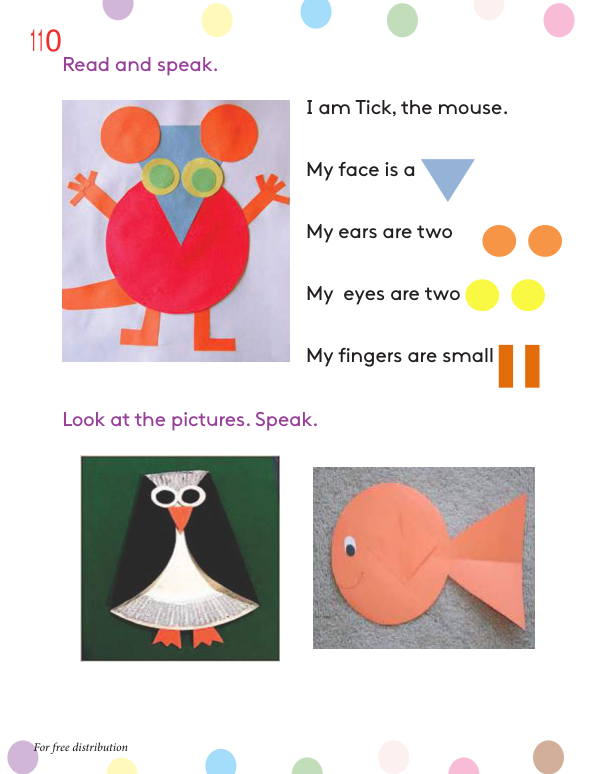 110
Read and speak.
I am Tick, the mouse.
My face is a
My ears are two
My eyes are two
My fingers are small
Look at the pictures. Speak.
For free distribution